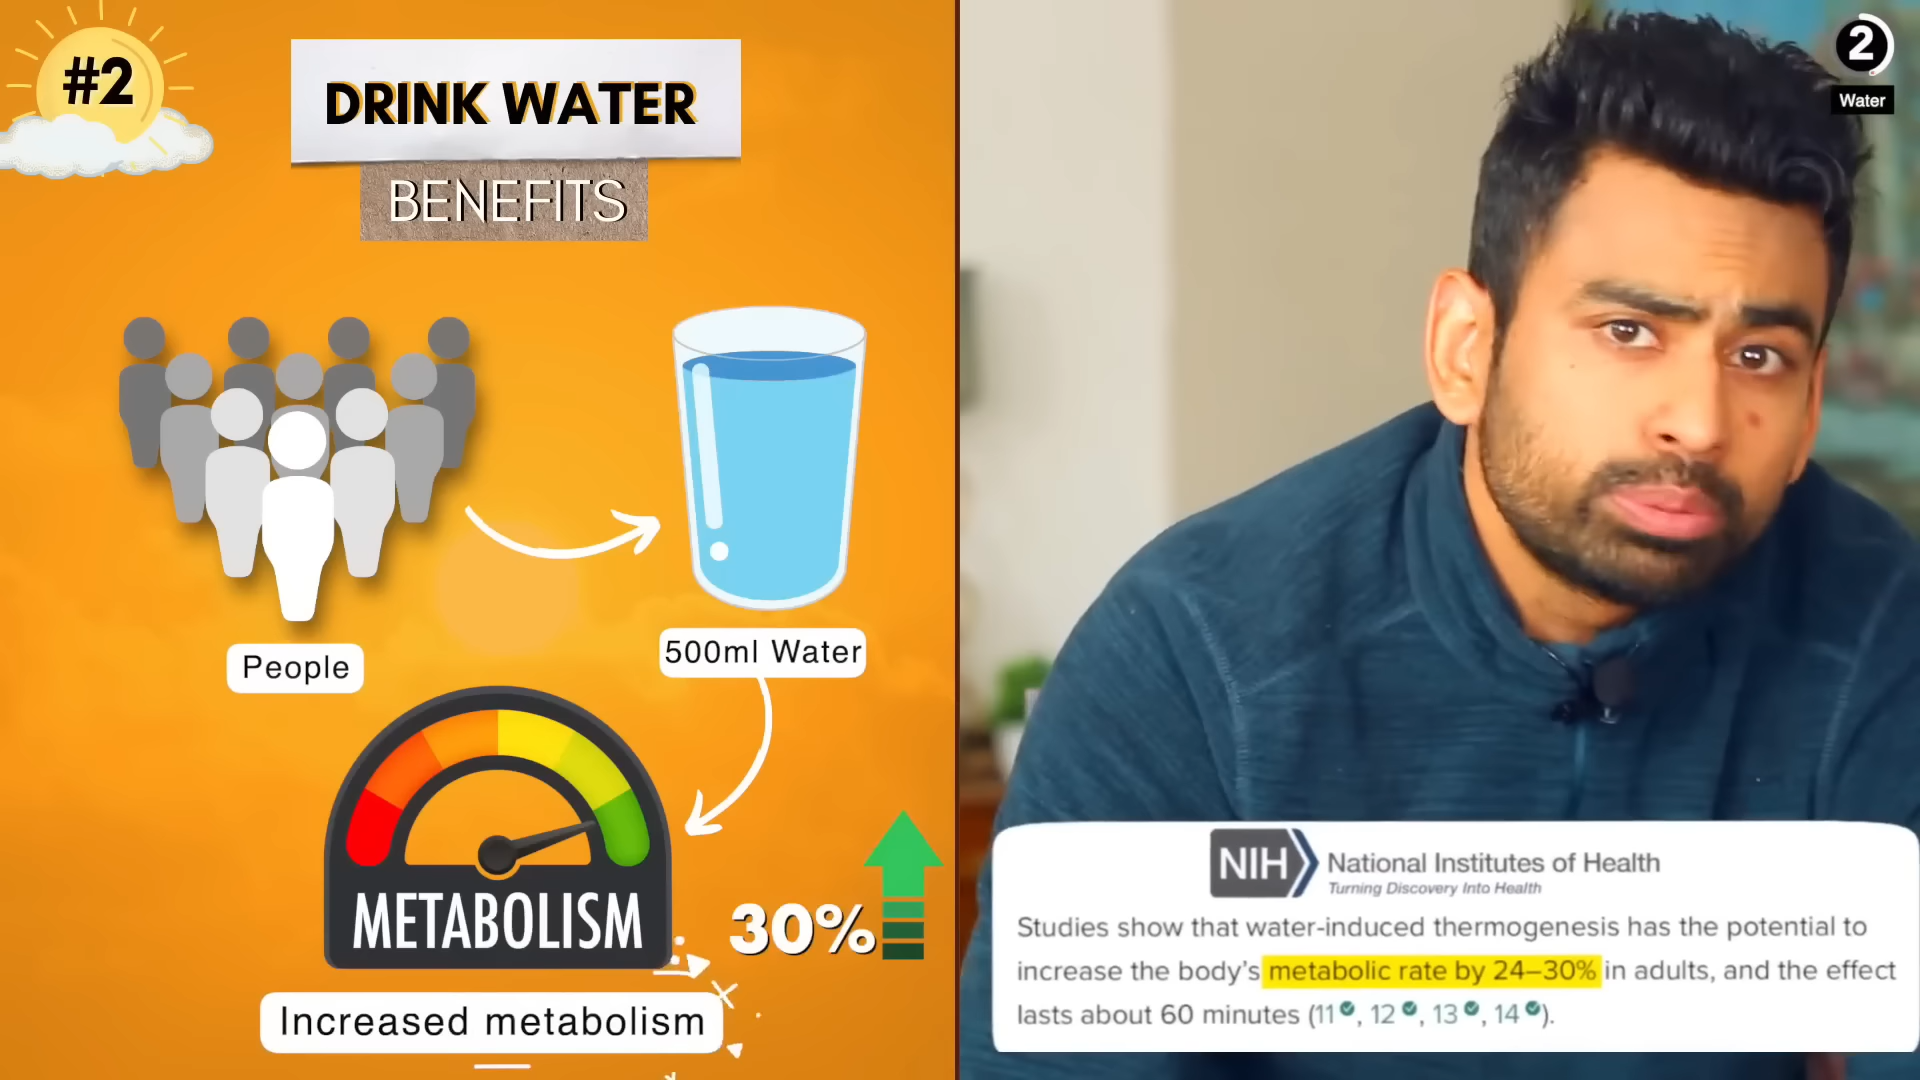 #2
DRINK WATER
BENEFITS
People
500ml Water
METABOLISM
30%
Increased metabolism
2
Water
NIH
National Institutes of Health
Turning Discovery Into Health
Studies show that water-induced thermogenesis has the potential to
increase the body's metabolic rate by 24–30% in adults, and the effect
lasts about 60 minutes (11, 12, 13, 14).